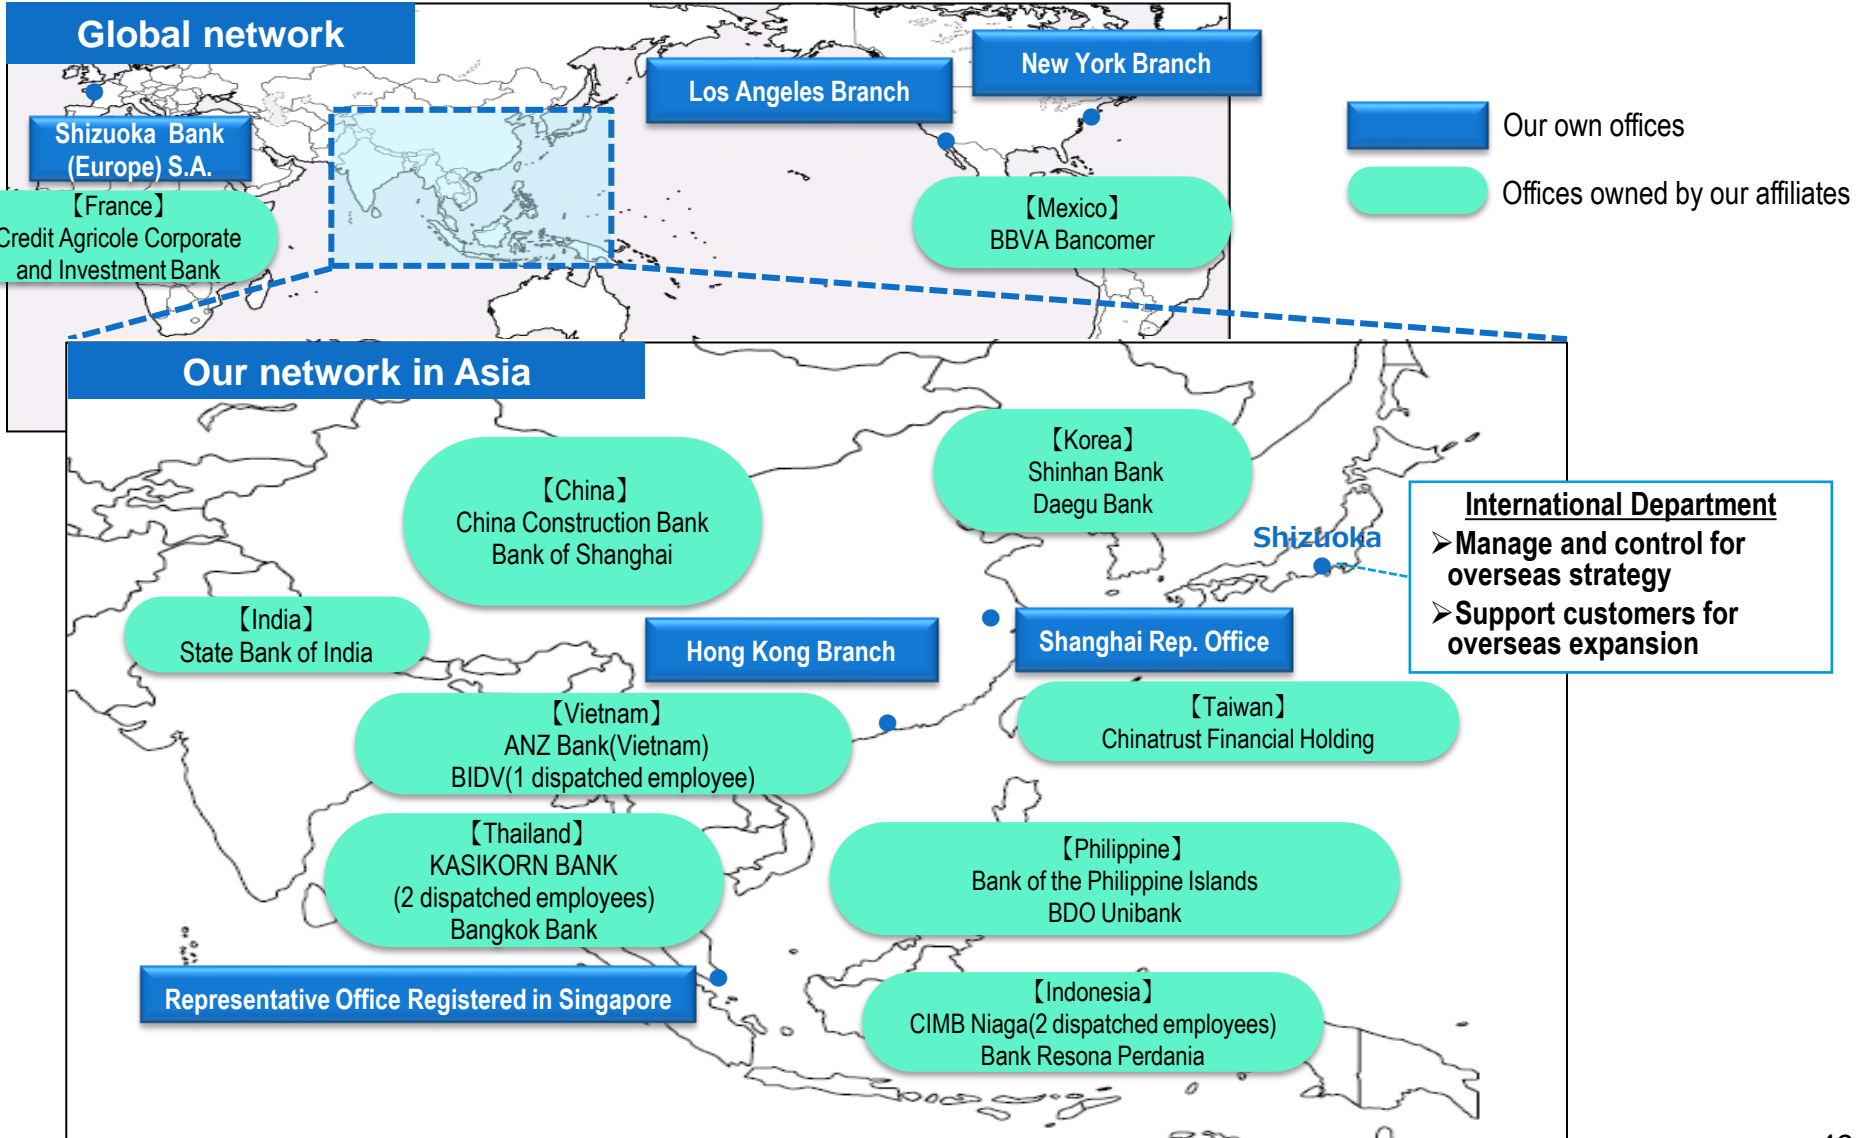 Global network
Los Angeles Branch
New York Branch
Shizuoka Bank
(Europe) S.A.
【France】
Credit Agricole Corporate
and Investment Bank
【Mexico】
BBVA Bancomer
Our own offices
Offices owned by our affiliates
Our network in Asia
【China】
China Construction Bank
Bank of Shanghai
【Korea】
Shinhan Bank
Daegu Bank
Shizuoka
International Department
➢Manage and control for
overseas strategy
➢Support customers for
overseas expansion
【India】
State Bank of India
Hong Kong Branch
Shanghai Rep. Office
【Vietnam】
ANZ Bank(Vietnam)
BIDV(1 dispatched employee)
【Taiwan】
Chinatrust Financial Holding
【Thailand】
KASIKORN BANK
(2 dispatched employees)
Bangkok Bank
【Philippine】
Bank of the Philippine Islands
BDO Unibank
Representative Office Registered in Singapore
【Indonesia】
CIMB Niaga(2 dispatched employees)
Bank Resona Perdania